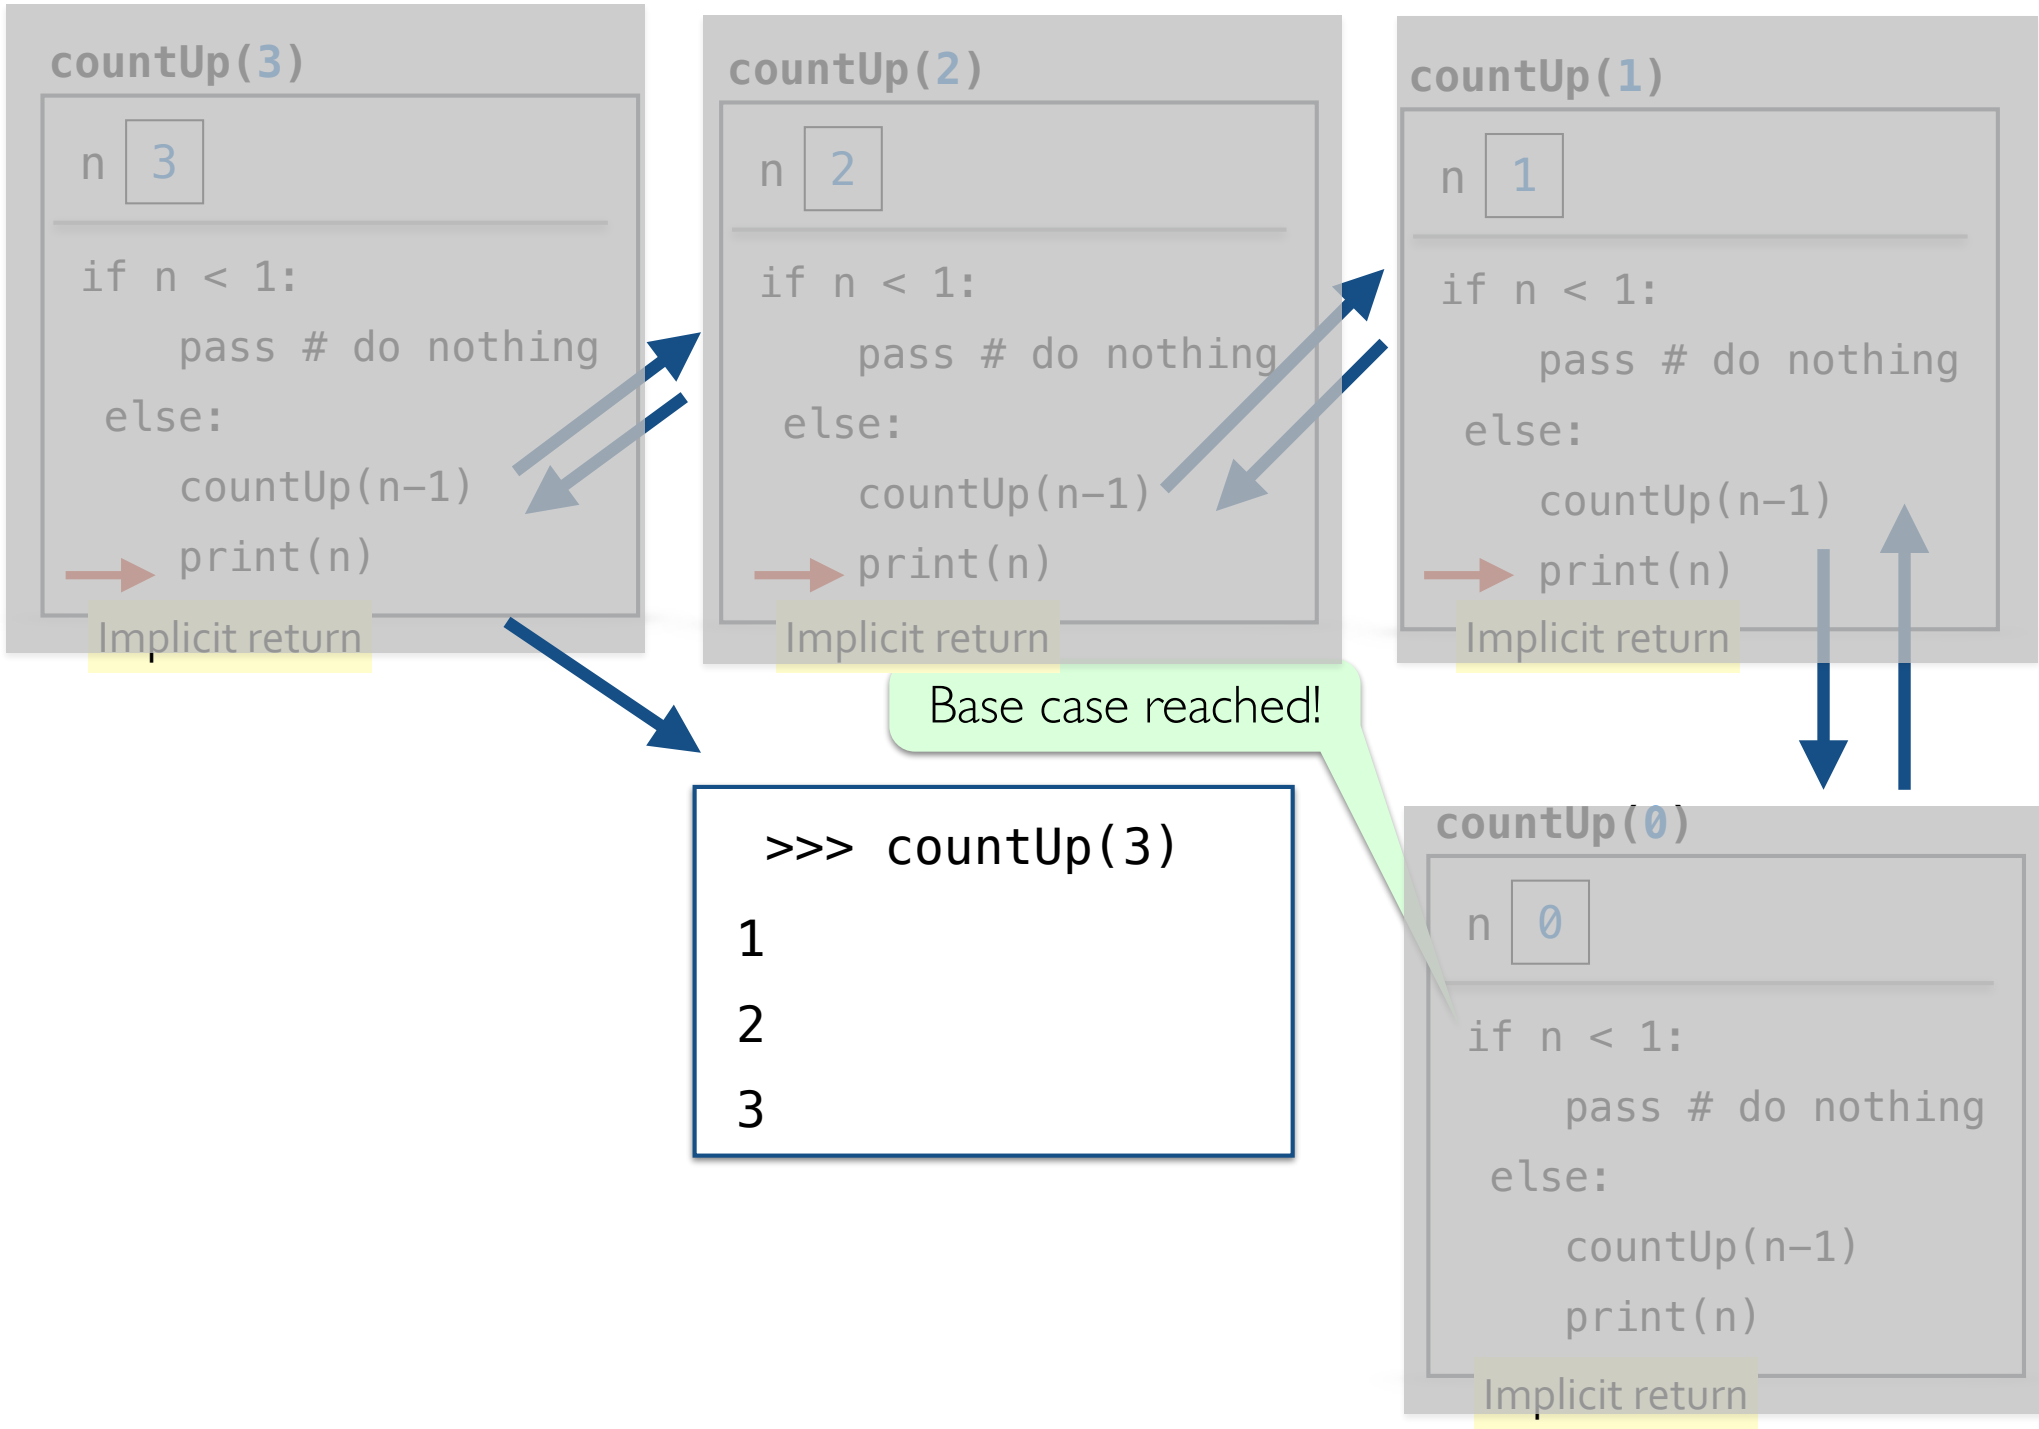 countUp(3)
n 3
if n < 1:
pass # do nothing
else:
countUp(n-1)
print(n)
Implicit return
countUp(2)
n 2
if n < 1:
pass # do nothing
else:
countUp(n-1)
print(n)
Implicit return
countUp(1)
n 1
if n < 1:
pass # do nothing
else:
countUp(n-1)
print(n)
Implicit return
Base case reached!
>>> countUp(3)
1
2
3
countUp(0)
n 0
if n < 1:
pass # do nothing
else:
countUp(n-1)
print(n)
Implicit return